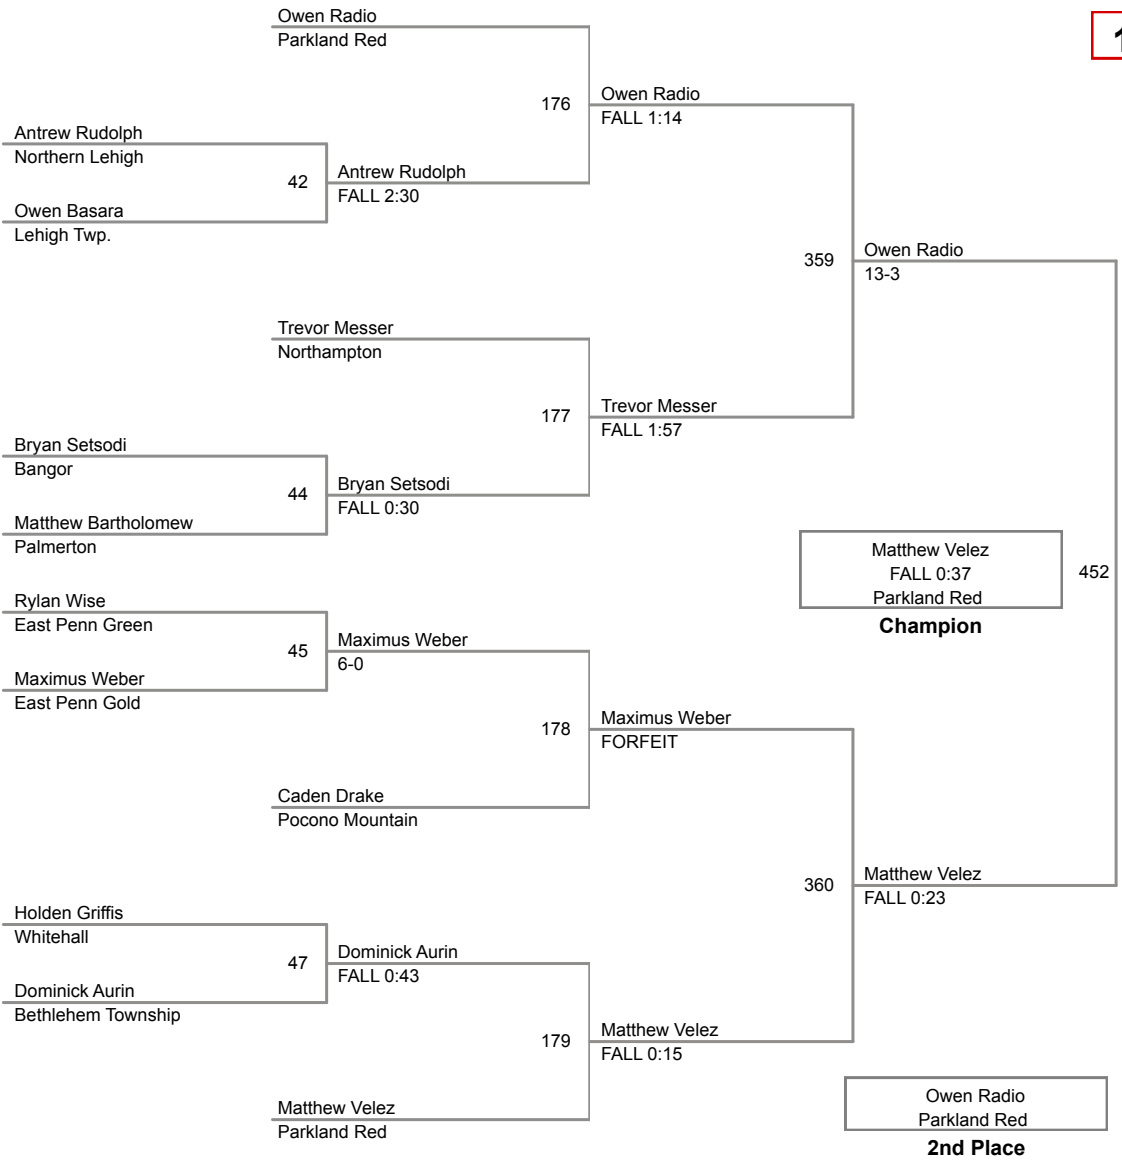 Owen Radio
Parkland Red
1
176
Owen Radio
FALL 1:14
Antrew Rudolph
Northern Lehigh
42
Antrew Rudolph
FALL 2:30
Owen Basara
Lehigh Twp.
359
Owen Radio
13-3
Trevor Messer
Northampton
177
Trevor Messer
FALL 1:57
Bryan Setsodi
Bangor
44
Bryan Setsodi
FALL 0:30
Matthew Bartholomew
Palmerton
Matthew Velez
FALL 0:37
Parkland Red
Champion
452
Rylan Wise
East Penn Green
45
Maximus Weber
6-0
Maximus Weber
East Penn Gold
178
Maximus Weber
FORFEIT
Caden Drake
Pocono Mountain
360
Matthew Velez
FALL 0:23
Holden Griffis
Whitehall
47
Dominick Aurin
FALL 0:43
Dominick Aurin
Bethlehem Township
179
Matthew Velez
FALL 0:15
Matthew Velez
Parkland Red
Owen Radio
Parkland Red
2nd Place